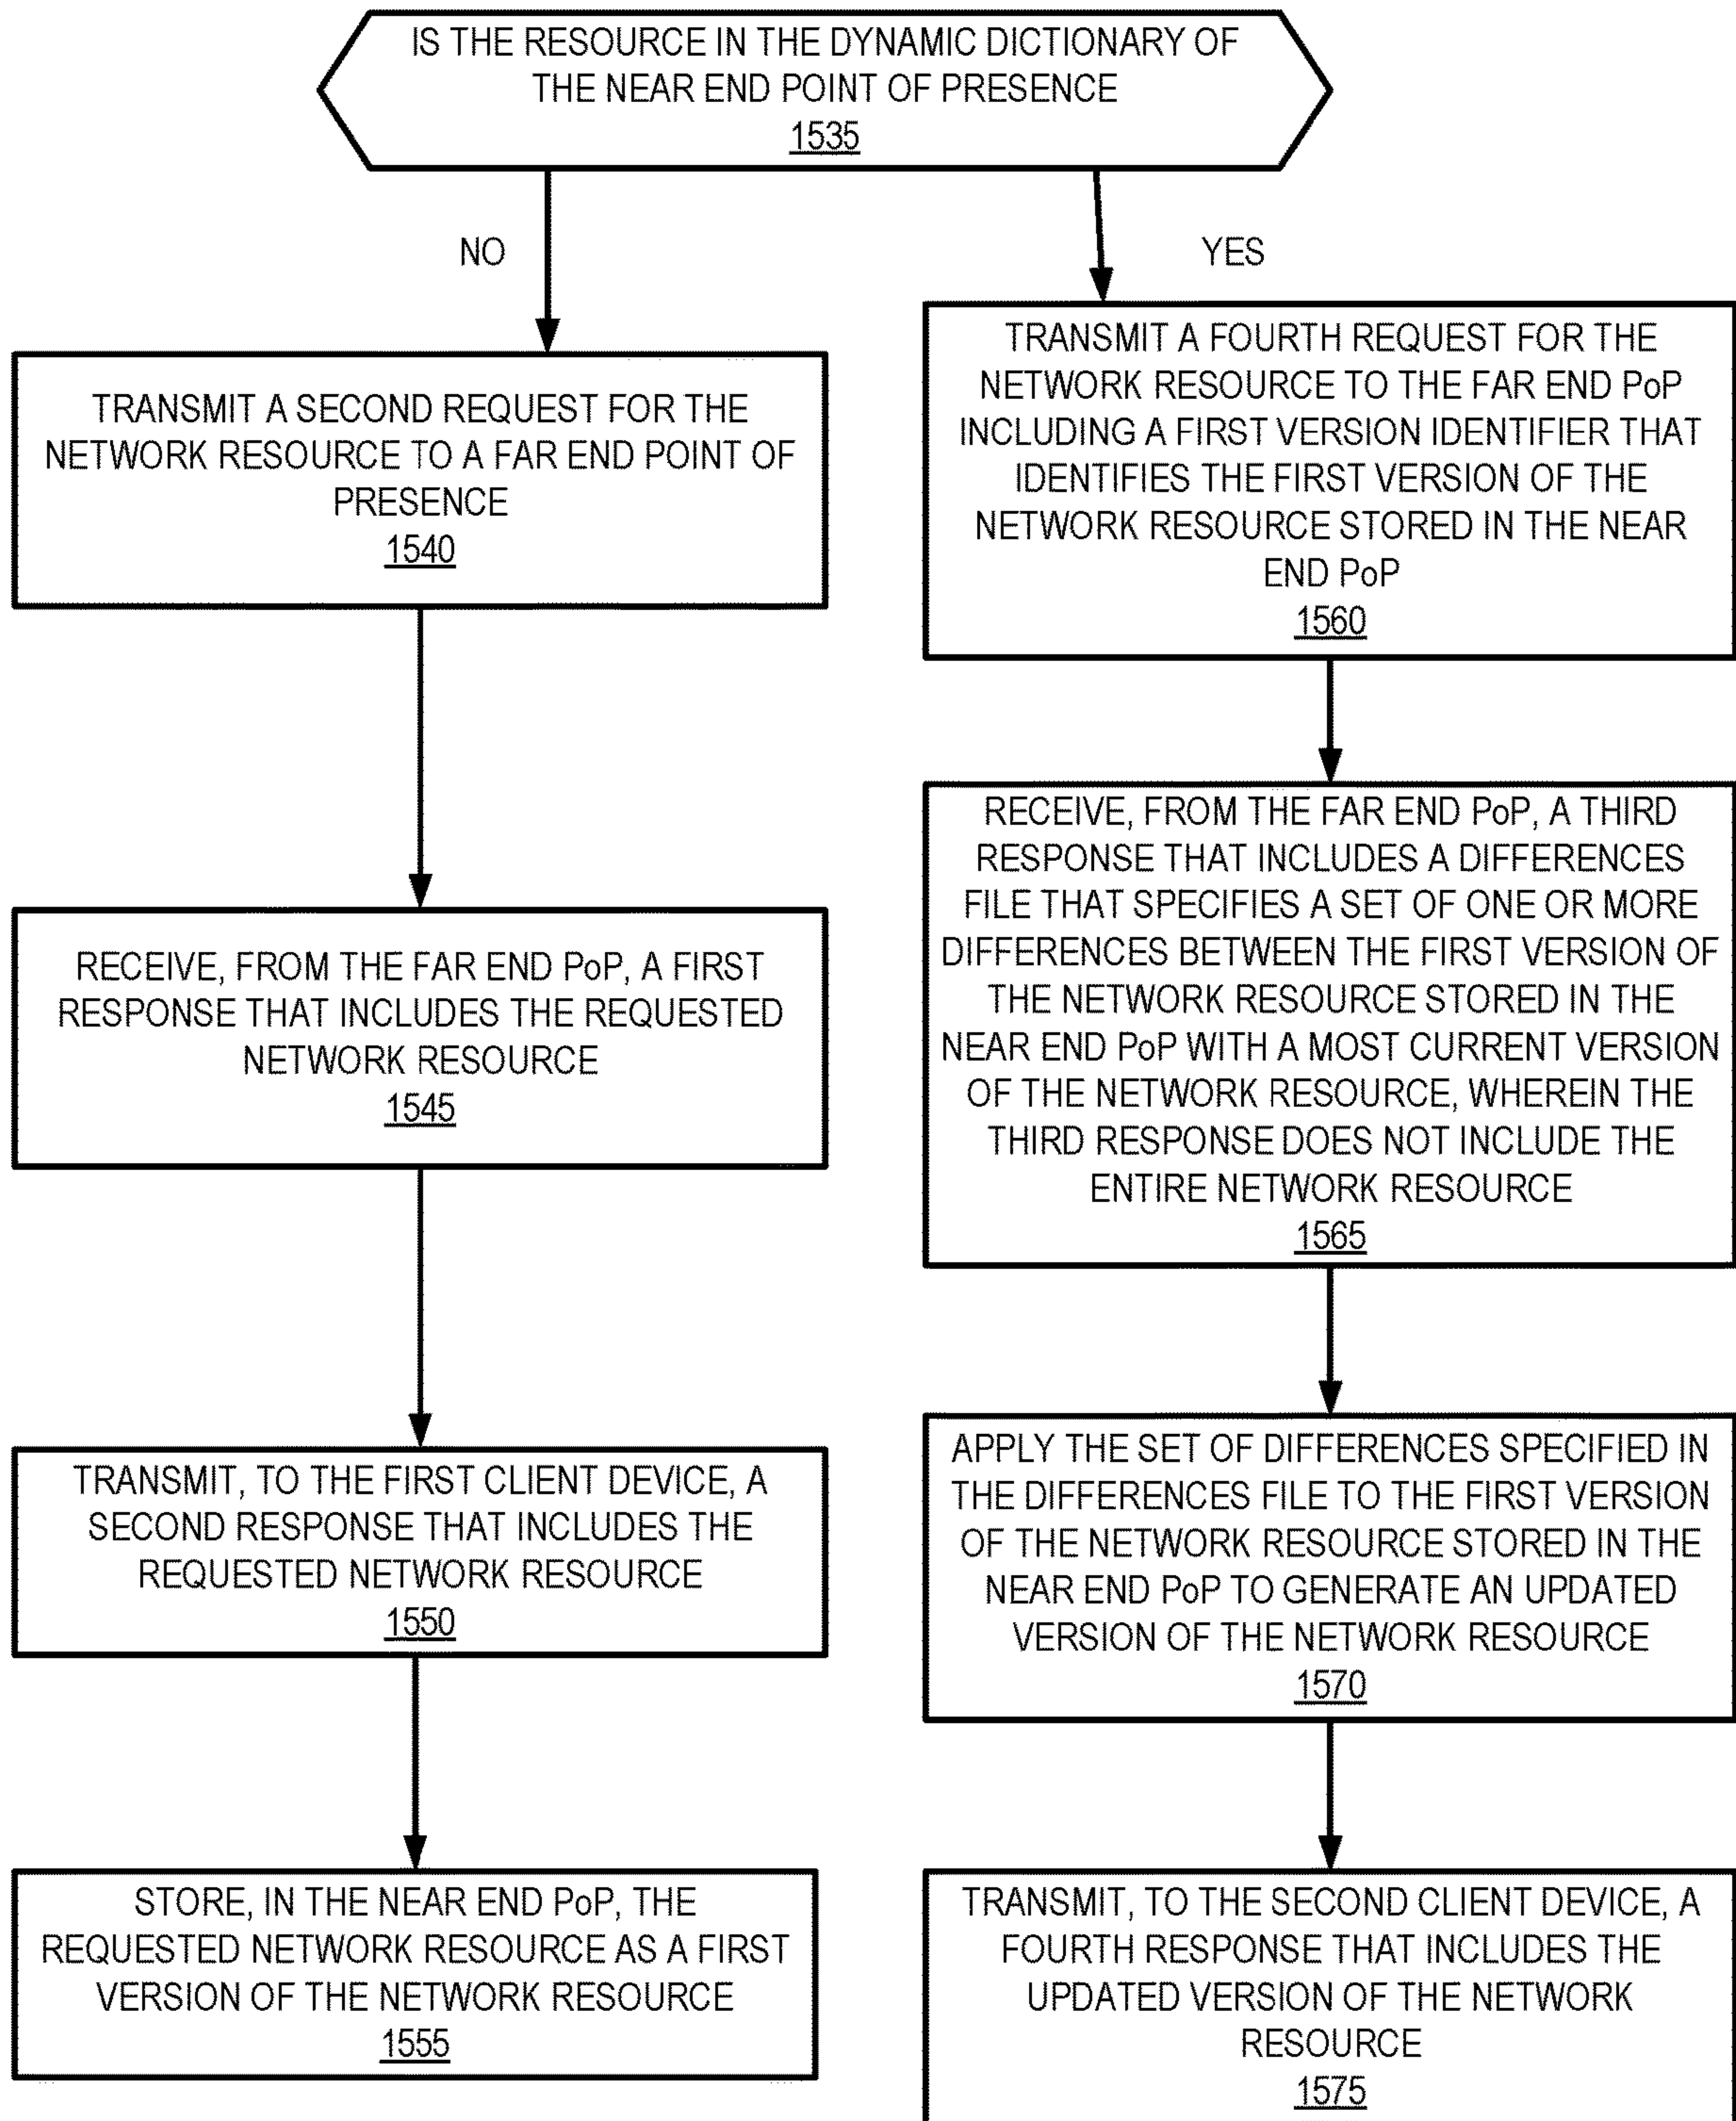 IS THE RESOURCE IN THE DYNAMIC DICTIONARY OF
THE NEAR END POINT OF PRESENCE
1535
NO
YES
TRANSMIT A SECOND REQUEST FOR THE
NETWORK RESOURCE TO A FAR END POINT OF
PRESENCE
1540
RECEIVE, FROM THE FAR END PoP, A FIRST
RESPONSE THAT INCLUDES THE REQUESTED
NETWORK RESOURCE
1545
TRANSMIT, TO THE FIRST CLIENT DEVICE, A
SECOND RESPONSE THAT INCLUDES THE
REQUESTED NETWORK RESOURCE
1550
STORE, IN THE NEAR END PoP, THE
REQUESTED NETWORK RESOURCE AS A FIRST
VERSION OF THE NETWORK RESOURCE
1555
TRANSMIT A FOURTH REQUEST FOR THE
NETWORK RESOURCE TO THE FAR END PoP
INCLUDING A FIRST VERSION IDENTIFIER THAT
IDENTIFIES THE FIRST VERSION OF THE
NETWORK RESOURCE STORED IN THE NEAR
END PoP
1560
RECEIVE, FROM THE FAR END PoP, A THIRD
RESPONSE THAT INCLUDES A DIFFERENCES
FILE THAT SPECIFIES A SET OF ONE OR MORE
DIFFERENCES BETWEEN THE FIRST VERSION OF
THE NETWORK RESOURCE STORED IN THE
NEAR END PoP WITH A MOST CURRENT VERSION
OF THE NETWORK RESOURCE, WHEREIN THE
THIRD RESPONSE DOES NOT INCLUDE THE
ENTIRE NETWORK RESOURCE
1565
APPLY THE SET OF DIFFERENCES SPECIFIED IN
THE DIFFERENCES FILE TO THE FIRST VERSION
OF THE NETWORK RESOURCE STORED IN THE
NEAR END PoP TO GENERATE AN UPDATED
VERSION OF THE NETWORK RESOURCE
1570
TRANSMIT, TO THE SECOND CLIENT DEVICE, A
FOURTH RESPONSE THAT INCLUDES THE
UPDATED VERSION OF THE NETWORK
RESOURCE
1575